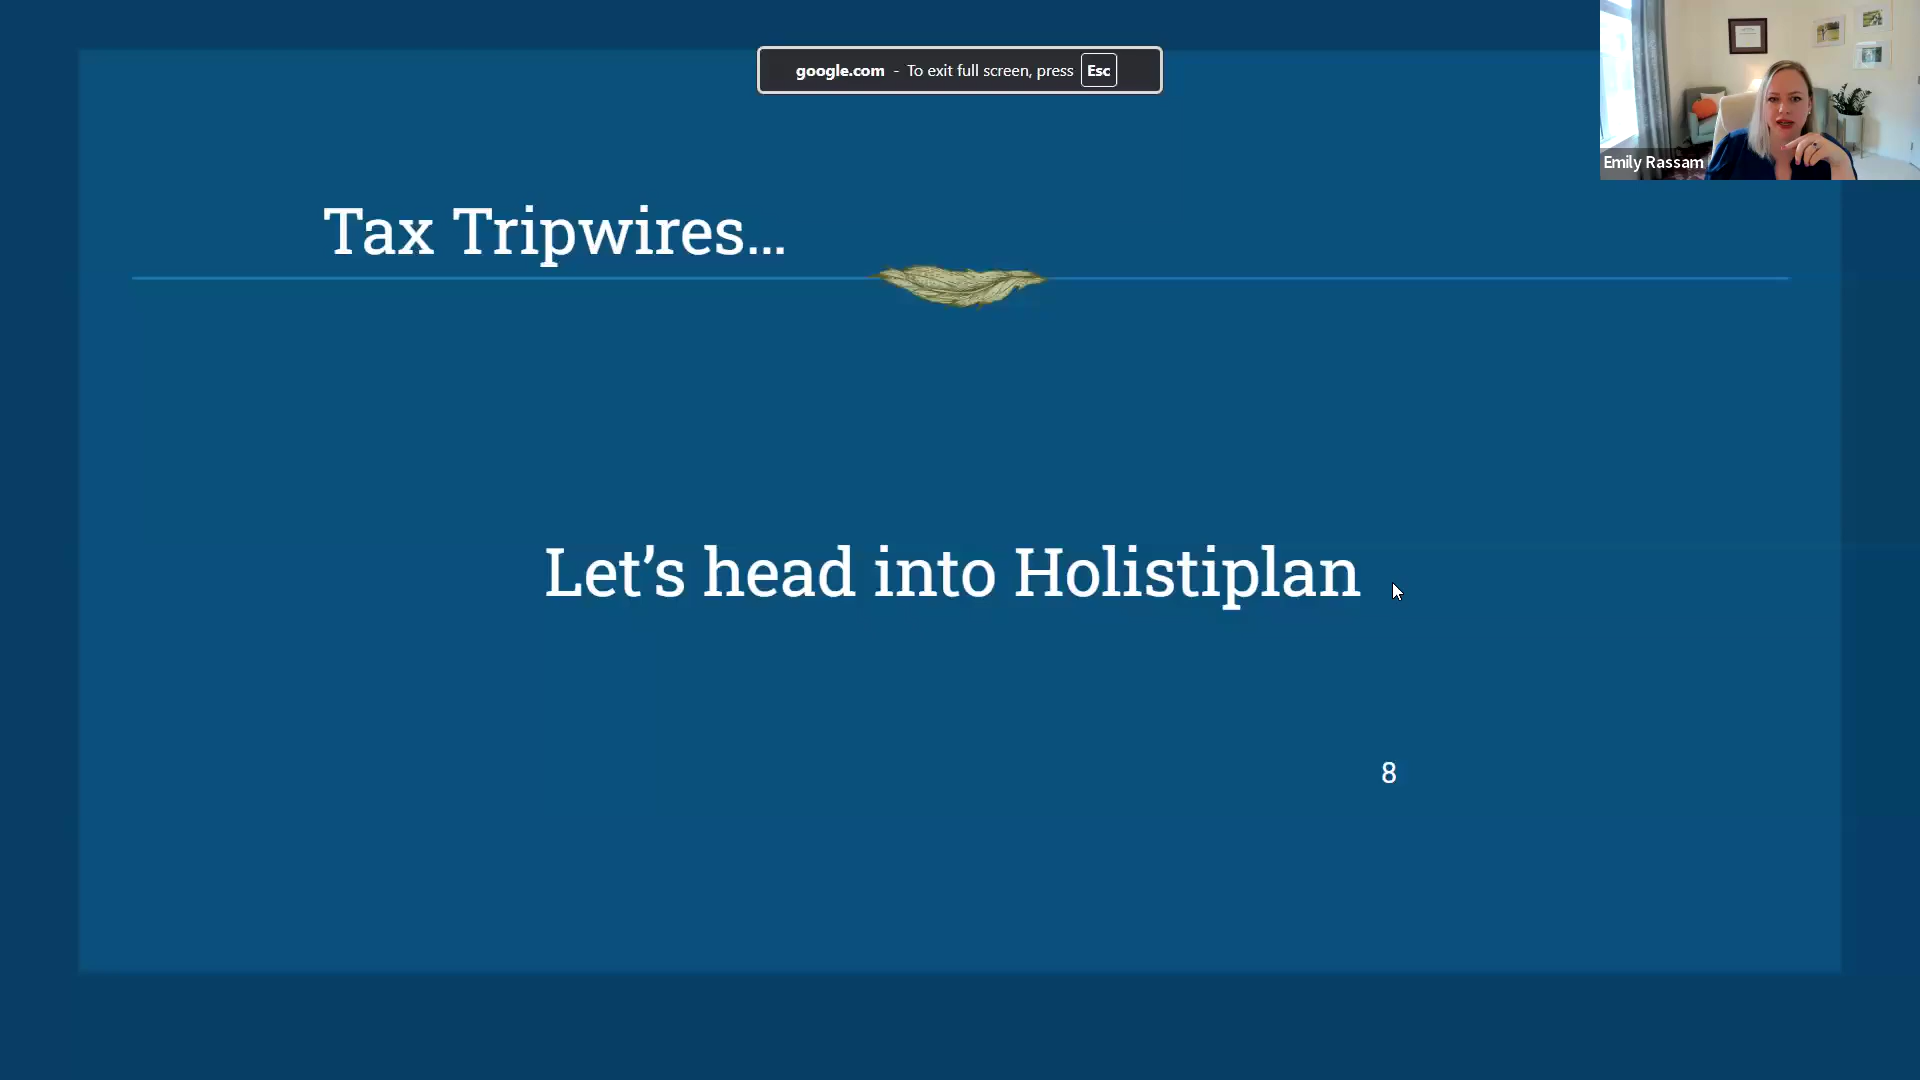 google.com - To exit full screen, press Esc
Emily Rassam
Tax Tripwires...
Let’s head into Holistiplan
8